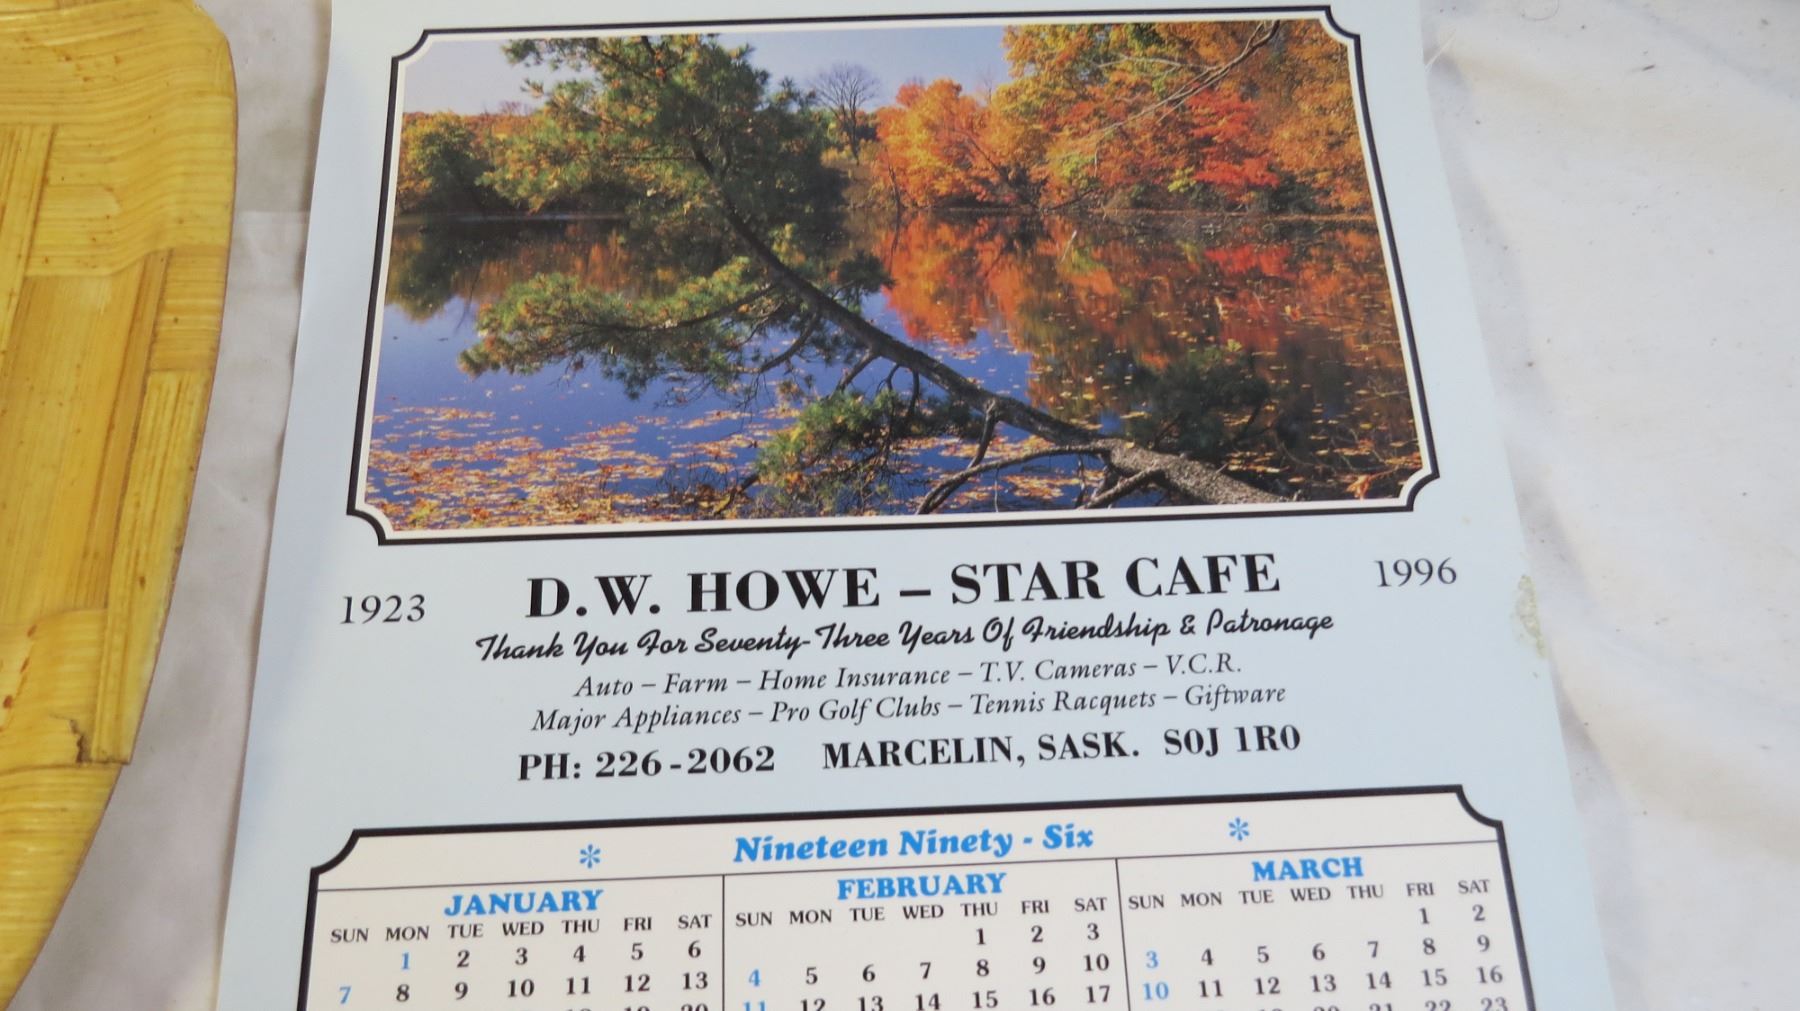 1923 D.W. HOWE – STAR CAFE 1996
Thank You For Seventy-Three Years Of Friendship & Patronage
Auto – Farm – Home Insurance – T.V. Cameras – V.C.R.
Major Appliances – Pro Golf Clubs – Tennis Racquets – Giftware
PH: 226-2062 MARCELIN, SASK. S0J 1R0
* Nineteen Ninety - Six *
JANUARY
SUN MON TUE WED THU FRI SAT
1 2 3 4 5 6
7 8 9 10 11 12 13
FEBRUARY
SUN MON TUE WED THU FRI SAT
1 2 3
4 5 6 7 8 9 10
11 12 13 14 15 16 17
MARCH
SUN MON TUE WED THU FRI SAT
1 2
3 4 5 6 7 8 9
10 11 12 13 14 15 16